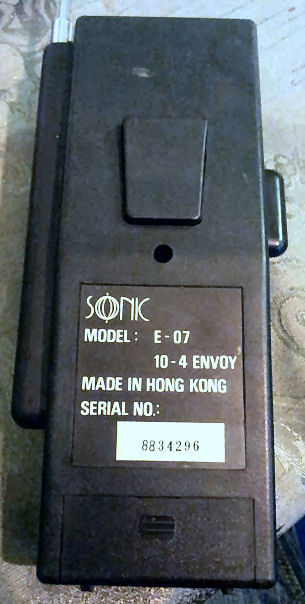 SONIC
MODEL: E-07
10-4 ENVOY
MADE IN HONG KONG
SERIAL NO.:
8834296